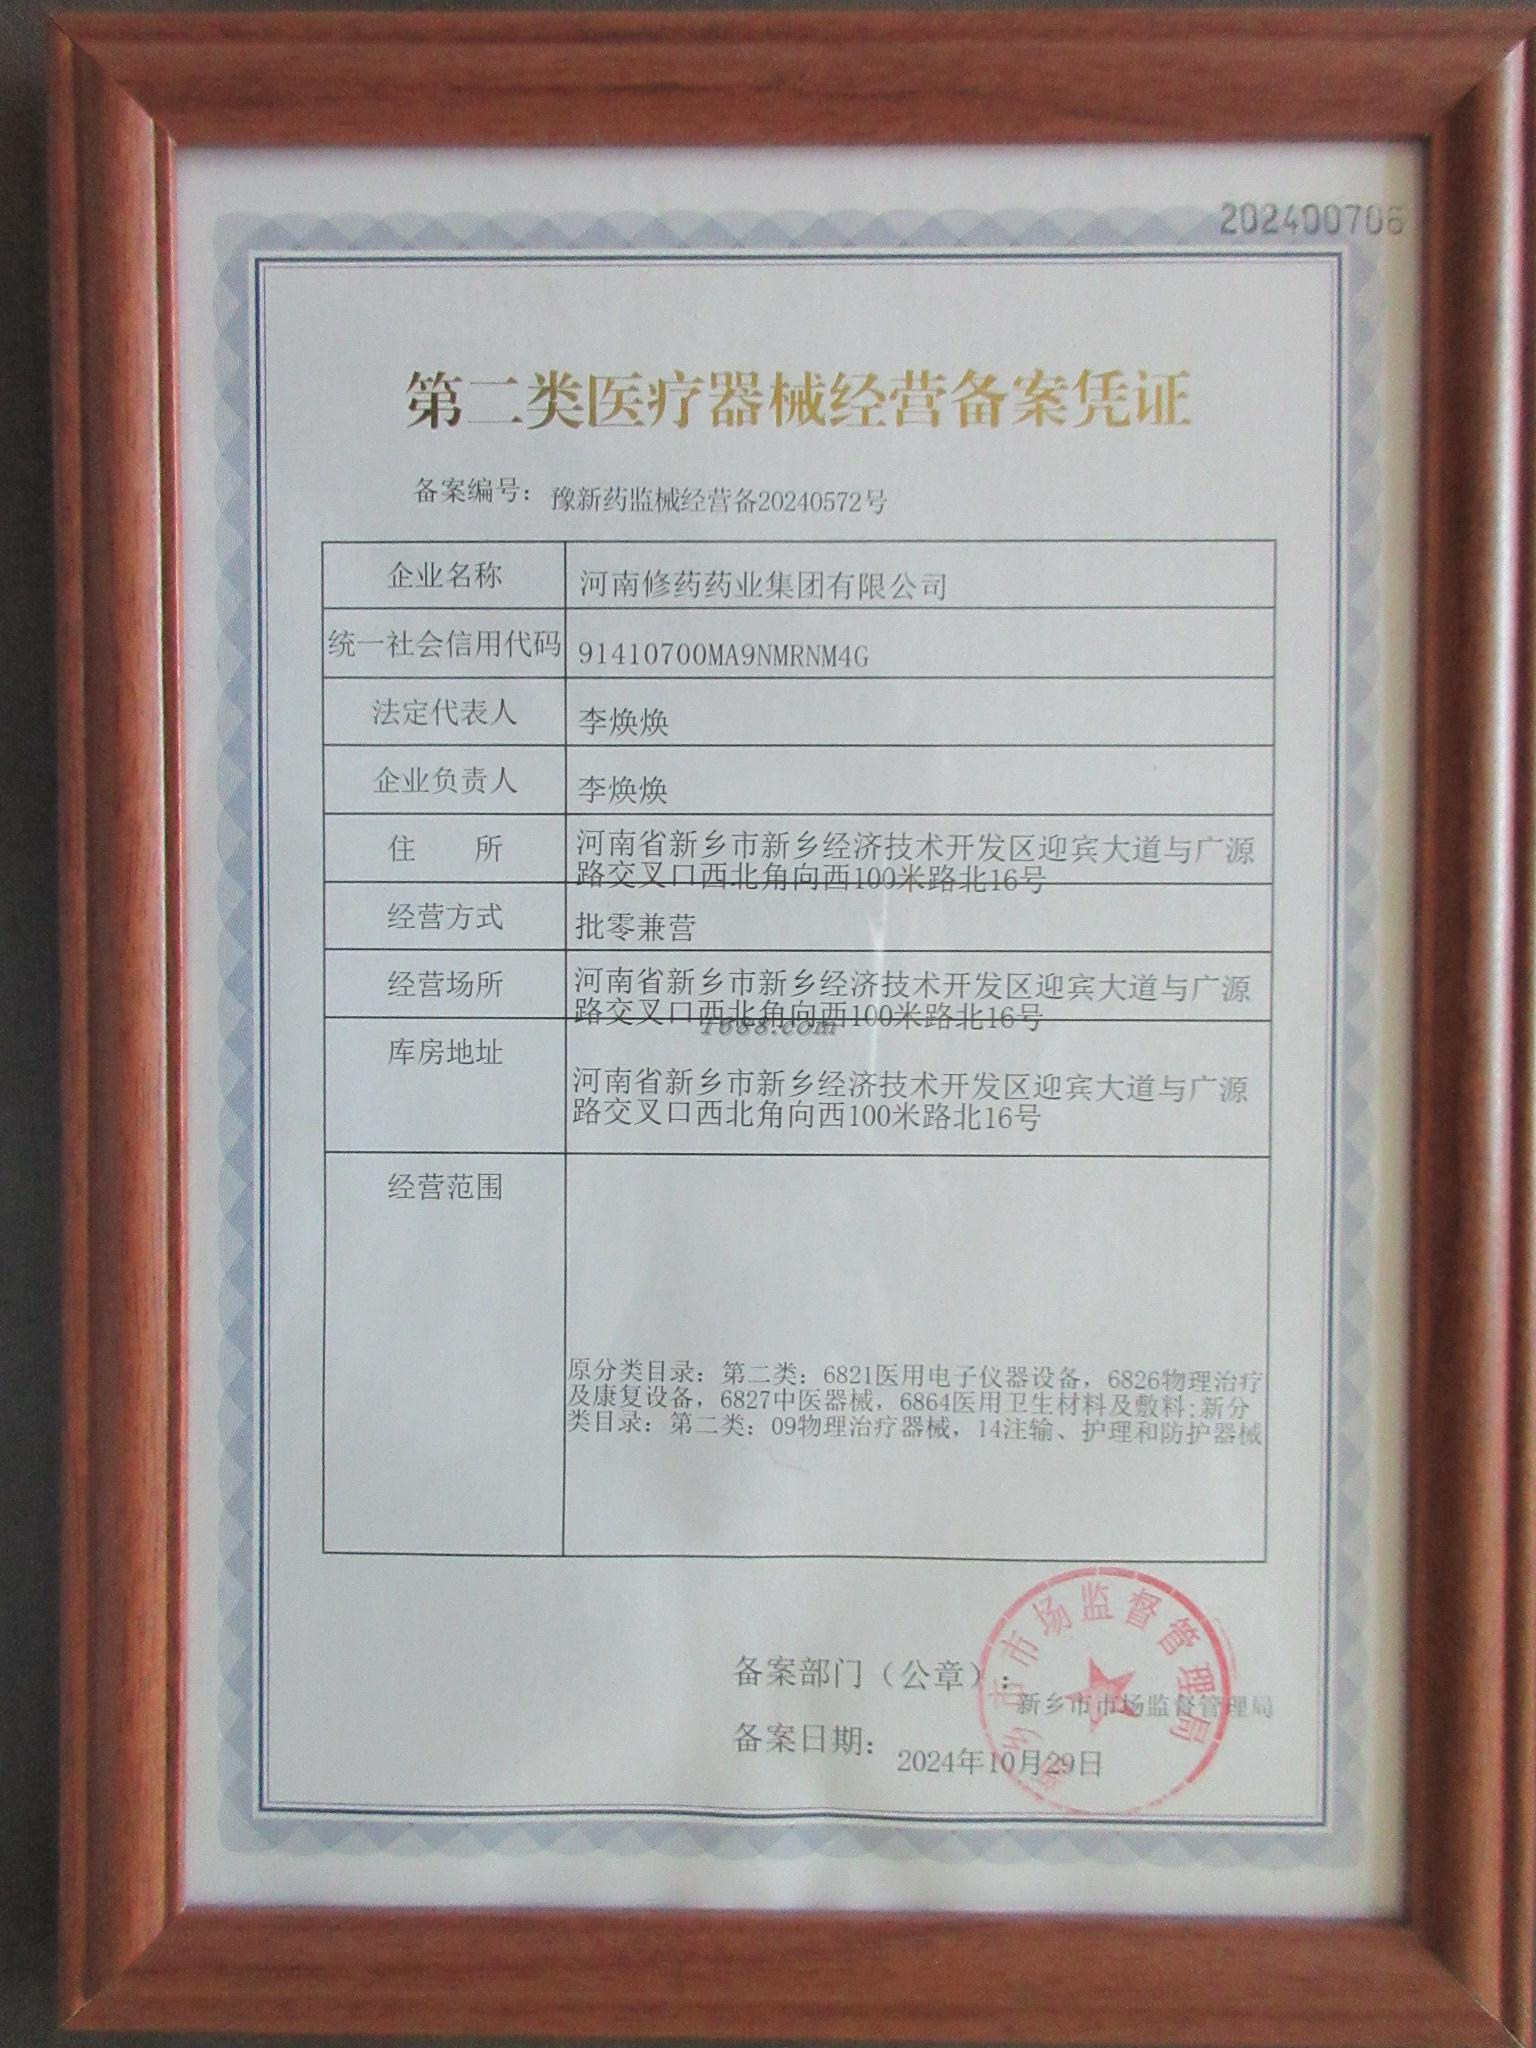 202400706
第二类医疗器械经营备案凭证
备案编号：豫新药监械经营备20240572号
企业名称 河南修药药业集团有限公司
统一社会信用代码 91410700MA9NMRNM4G
法定代表人 李焕焕
企业负责人 李焕焕
住 所 河南省新乡市新乡经济技术开发区迎宾大道与广源
路交叉口西北角向西100米路北16号
经营方式 批零兼营
经营场所 河南省新乡市新乡经济技术开发区迎宾大道与广源
路交叉口西北角向西100米路北16号
1688.com
库房地址 河南省新乡市新乡经济技术开发区迎宾大道与广源
路交叉口西北角向西100米路北16号
经营范围
原分类目录：第二类：6821医用电子仪器设备，6826物理治疗
及康复设备，6827中医器械，6864医用卫生材料及敷料;新分
类目录：第二类：09物理治疗器械，14注输、护理和防护器械
备案部门（公章）：新乡市市场监督管理局
备案日期：2024年10月29日
新乡市市场监督管理局